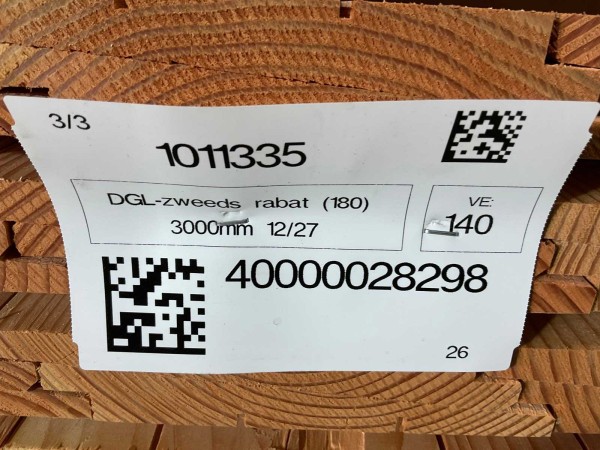 3/3
1011335
DGL-zweeds rabat (180)
3000mm 12/27
VE:
140
40000028298
26